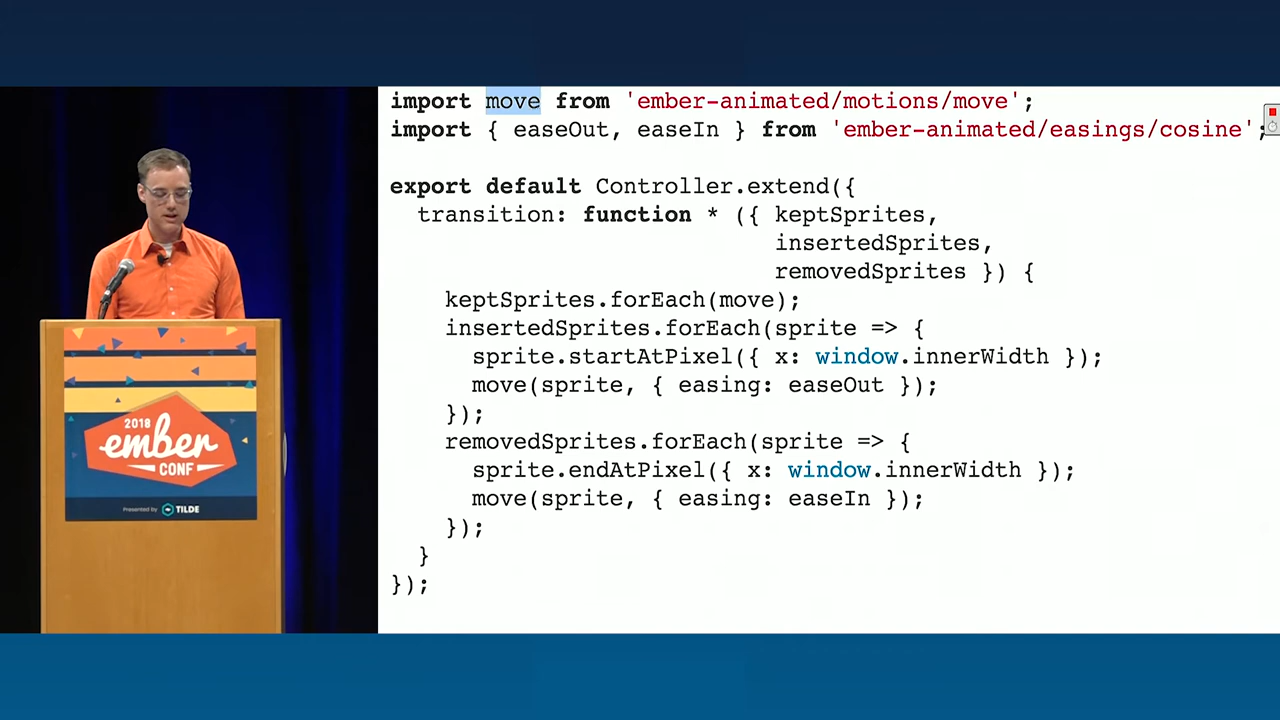 import move from 'ember-animated/motions/move';
import { easeOut, easeIn } from 'ember-animated/easings/cosine';
export default Controller.extend({
transition: function * ({ keptSprites,
insertedSprites,
removedSprites }) {
keptSprites.forEach(move);
insertedSprites.forEach(sprite => {
sprite.startAtPixel({ x: window.innerWidth });
move(sprite, { easing: easeOut });
});
removedSprites.forEach(sprite => {
sprite.endAtPixel({ x: window.innerWidth });
move(sprite, { easing: easeIn });
});
}
});
2018
ember
CONF
Presented by TILDE